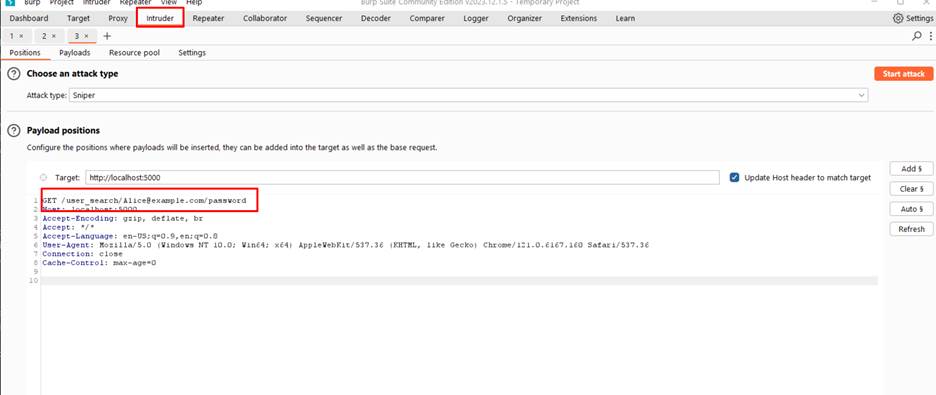 Burp Project Intruder Repeater View Help Burp Suite Community Edition v2023.12.1.5 - Temporary Project
Dashboard Target Proxy Intruder Repeater Collaborator Sequencer Decoder Comparer Logger Organizer Extensions Learn Settings
1 × 2 × 3 × +
Positions Payloads Resource pool Settings
? Choose an attack type Start attack
Attack type: Sniper
? Payload positions
Configure the positions where payloads will be inserted, they can be added into the target as well as the base request.
Target: http://localhost:5000 Update Host header to match target Add §
1 GET /user_search/Alice@example.com/password Clear §
2 Host: localhost:5000
3 Accept-Encoding: gzip, deflate, br Auto §
4 Accept: */*
5 Accept-Language: en-US;q=0.9,en;q=0.8 Refresh
6 User-Agent: Mozilla/5.0 (Windows NT 10.0; Win64; x64) AppleWebKit/537.36 (KHTML, like Gecko) Chrome/121.0.6167.160 Safari/537.36
7 Connection: close
8 Cache-Control: max-age=0
9
10